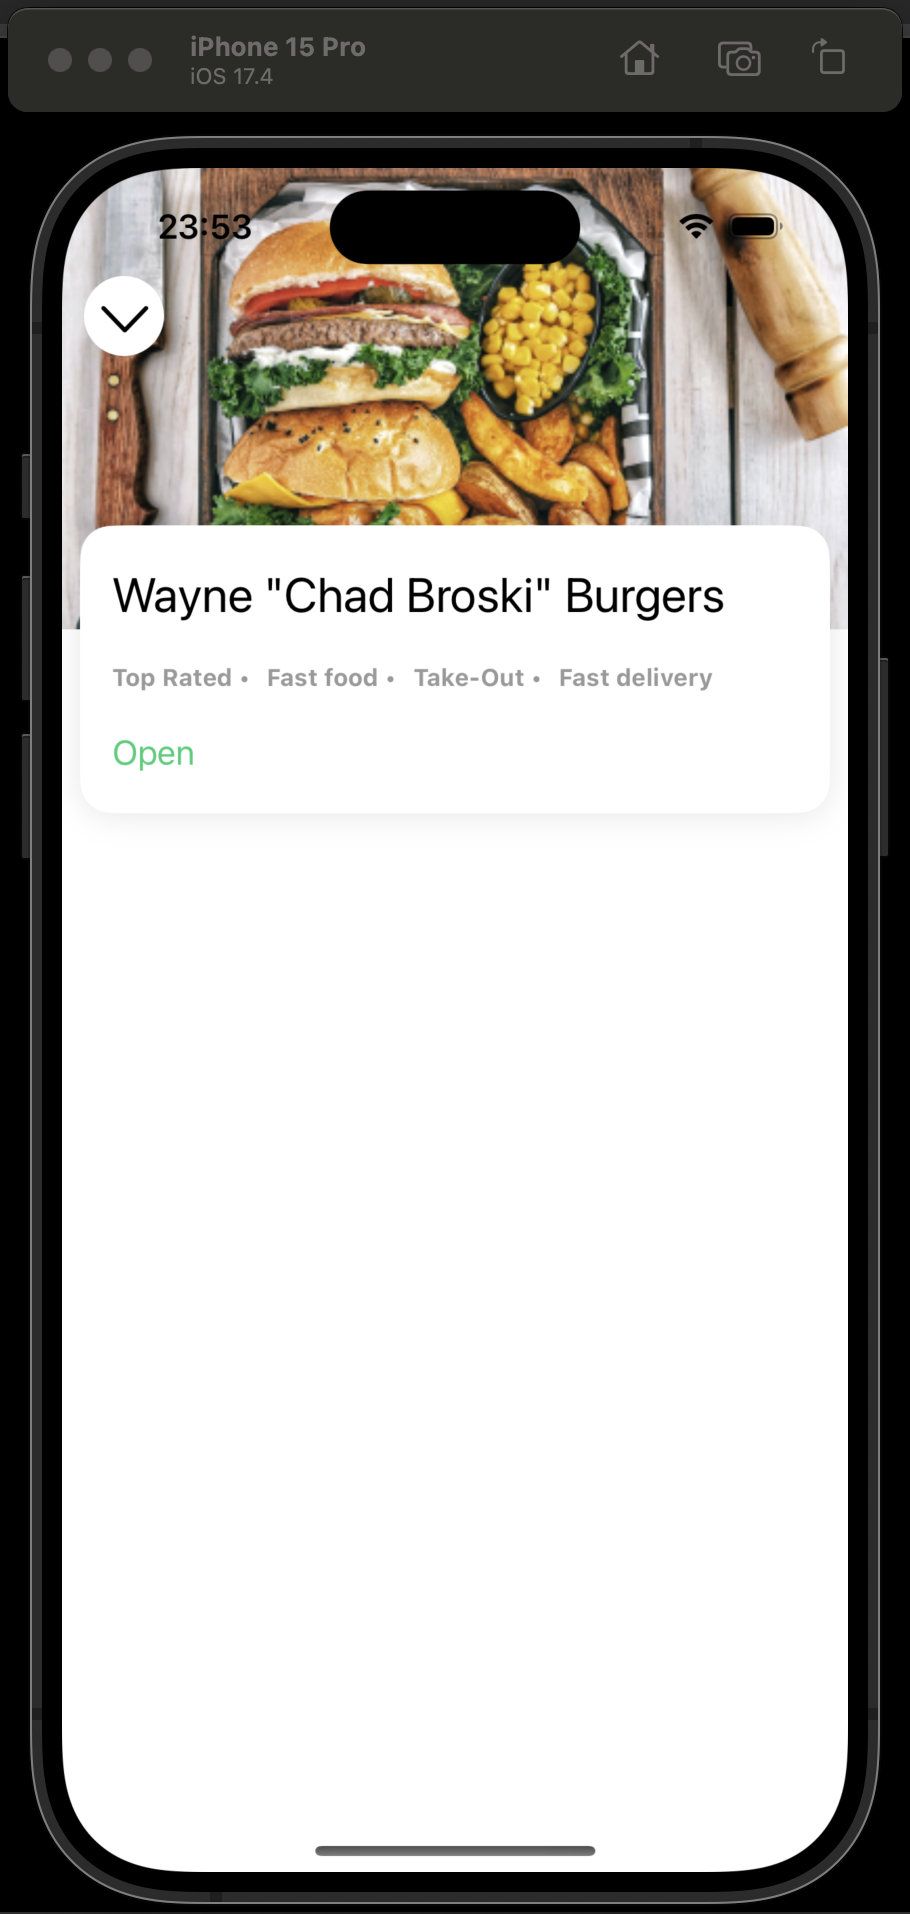 iPhone 15 Pro
iOS 17.4
23:53
Wayne "Chad Broski" Burgers
Top Rated • Fast food • Take-Out • Fast delivery
Open